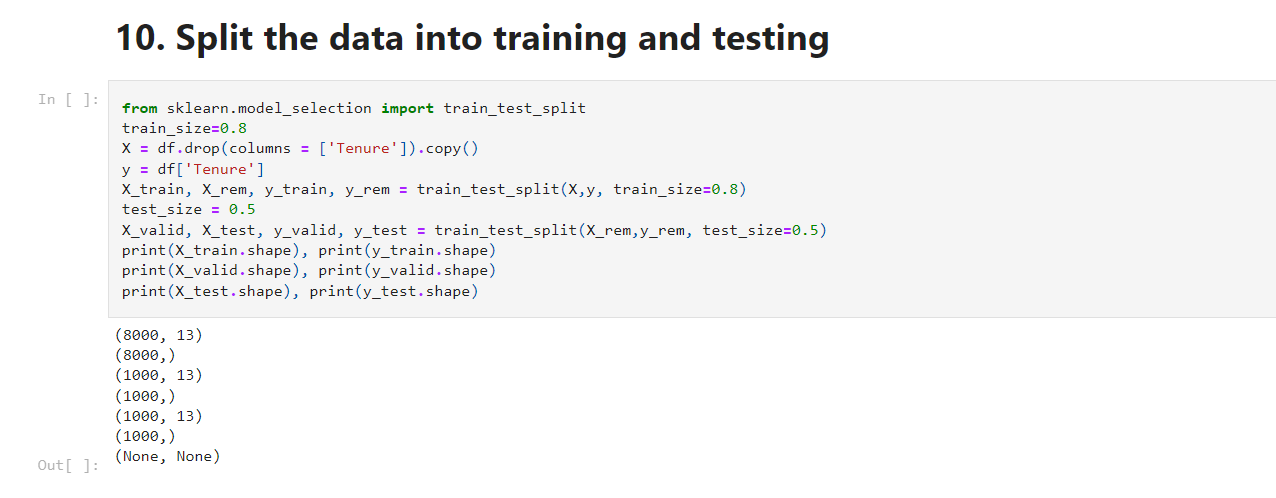 10. Split the data into training and testing
In [ ]:
from sklearn.model_selection import train_test_split
train_size=0.8
X = df.drop(columns = ['Tenure']).copy()
y = df['Tenure']
X_train, X_rem, y_train, y_rem = train_test_split(X,y, train_size=0.8)
test_size = 0.5
X_valid, X_test, y_valid, y_test = train_test_split(X_rem,y_rem, test_size=0.5)
print(X_train.shape), print(y_train.shape)
print(X_valid.shape), print(y_valid.shape)
print(X_test.shape), print(y_test.shape)
(8000, 13)
(8000,)
(1000, 13)
(1000,)
(1000, 13)
(1000,)
Out[ ]:
(None, None)